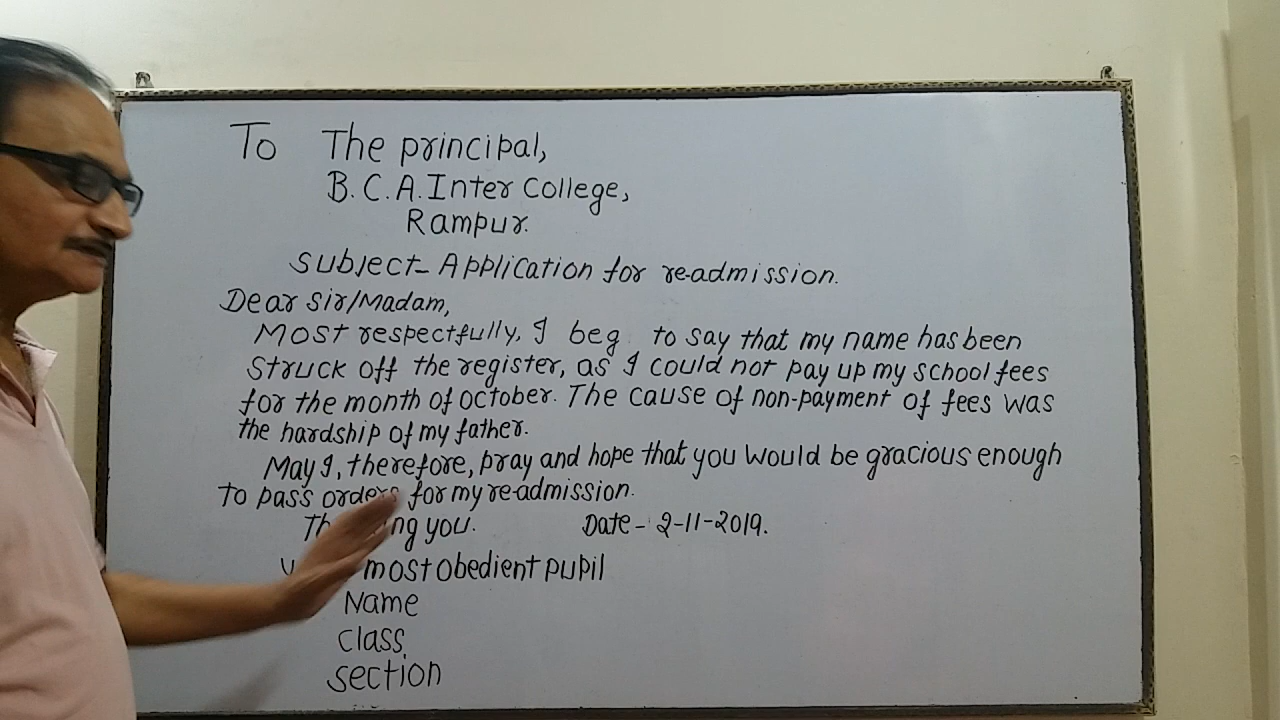 To The principal,
B. C. A. Inter College,
Rampur.
Subject- Application for re-admission.
Dear Sir/Madam,
Most respectfully, I beg to say that my name has been
struck off the register, as I could not pay up my school fees
for the month of October. The cause of non-payment of fees was
the hardship of my father.
May I, therefore, pray and hope that you would be gracious enough
to pass orders for my re-admission.
you. Date - 2-11-2019.
most obedient pupil
Name
Class
Section